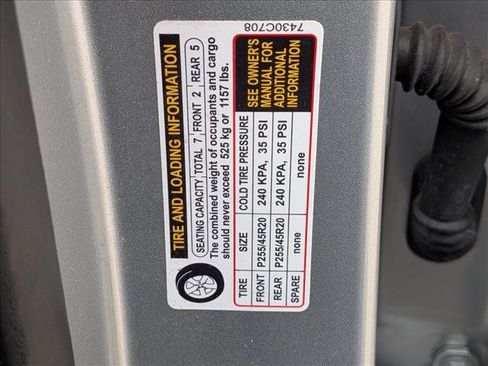 7430C708
TIRE AND LOADING INFORMATION
SEATING CAPACITY TOTAL 7 FRONT 2 REAR 5
The combined weight of occupants and cargo
should never exceed 525 kg or 1157 lbs.
TIRE SIZE COLD TIRE PRESSURE
FRONT P255/45R20 240 KPA, 35 PSI
REAR P255/45R20 240 KPA, 35 PSI
SPARE none none
SEE OWNER'S
MANUAL FOR
ADDITIONAL
INFORMATION